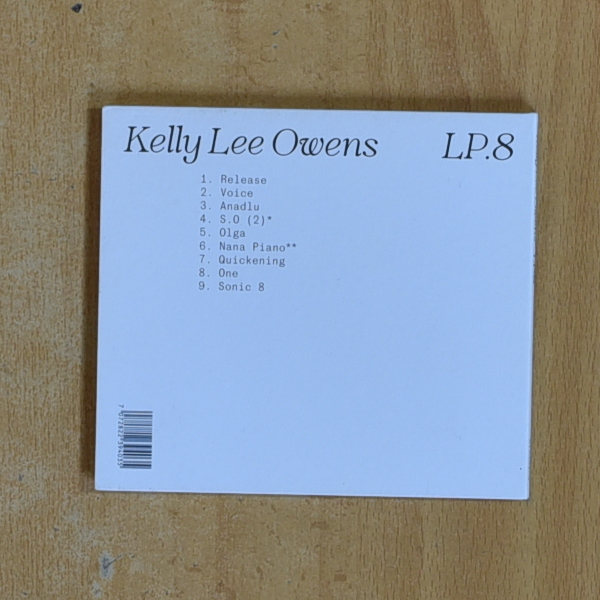 Kelly Lee Owens LP.8
1. Release
2. Voice
3. Anadlu
4. S.O (2)*
5. Olga
6. Nana Piano**
7. Quickening
8. One
9. Sonic 8